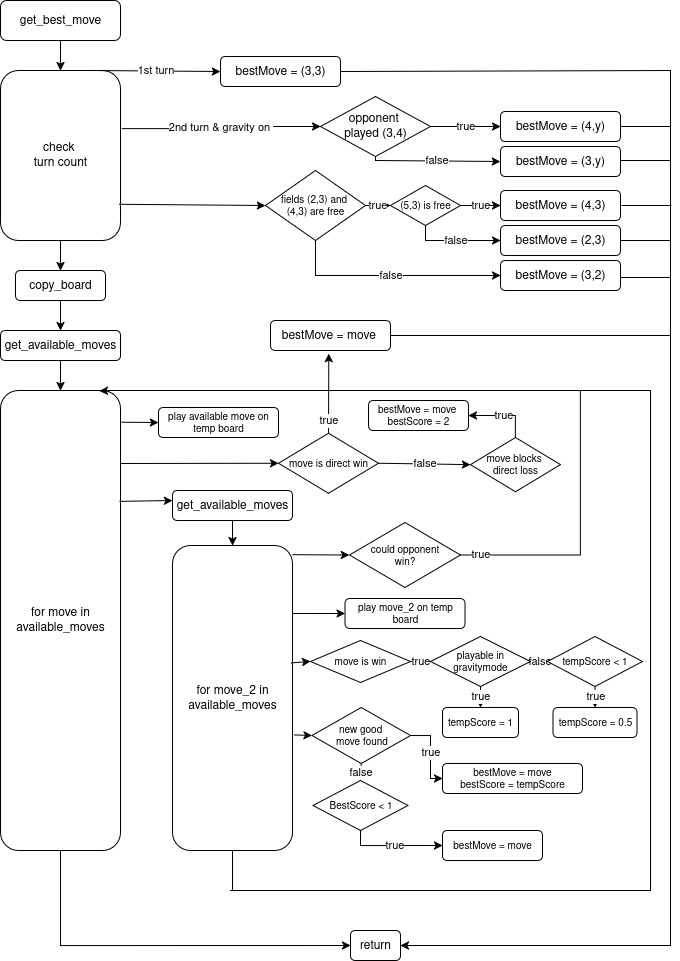 get_best_move
1st turn
bestMove = (3,3)
check
turn count
2nd turn & gravity on
opponent
played (3,4)
true
bestMove = (4,y)
false
bestMove = (3,y)
fields (2,3) and
(4,3) are free
true
(5,3) is free
true
bestMove = (4,3)
false
bestMove = (2,3)
false
bestMove = (3,2)
copy_board
get_available_moves
bestMove = move
play available move on
temp board
true
bestMove = move
bestScore = 2
true
move is direct win
false
move blocks
direct loss
get_available_moves
could opponent
win?
true
for move in
available_moves
play move_2 on temp
board
for move_2 in
available_moves
move is win
true
playable in
gravitymode
false
tempScore < 1
true
true
tempScore = 1
tempScore = 0.5
new good
move found
true
false
bestMove = move
bestScore = tempScore
BestScore < 1
true
bestMove = move
return